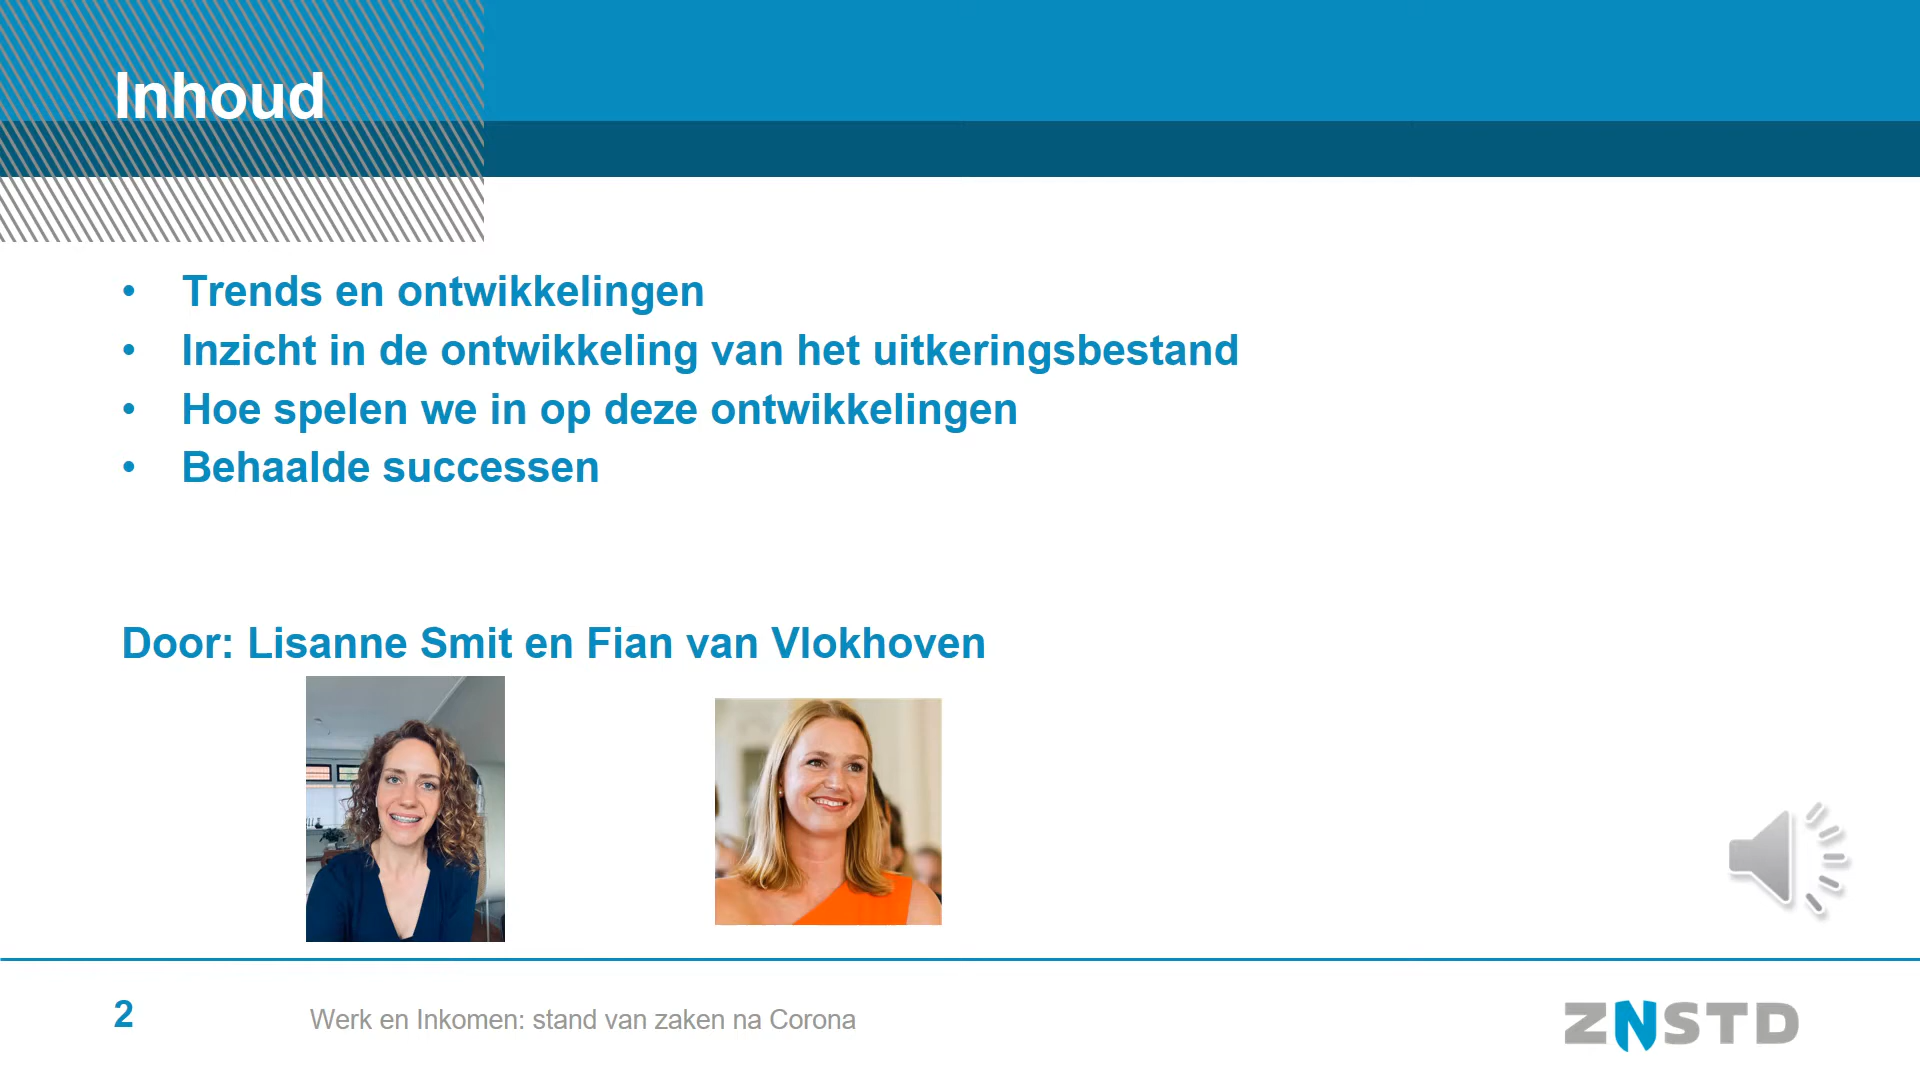 Inhoud
• Trends en ontwikkelingen
• Inzicht in de ontwikkeling van het uitkeringsbestand
• Hoe spelen we in op deze ontwikkelingen
• Behaalde successen
Door: Lisanne Smit en Fian van Vlokhoven
2
Werk en Inkomen: stand van zaken na Corona
ZNSTD